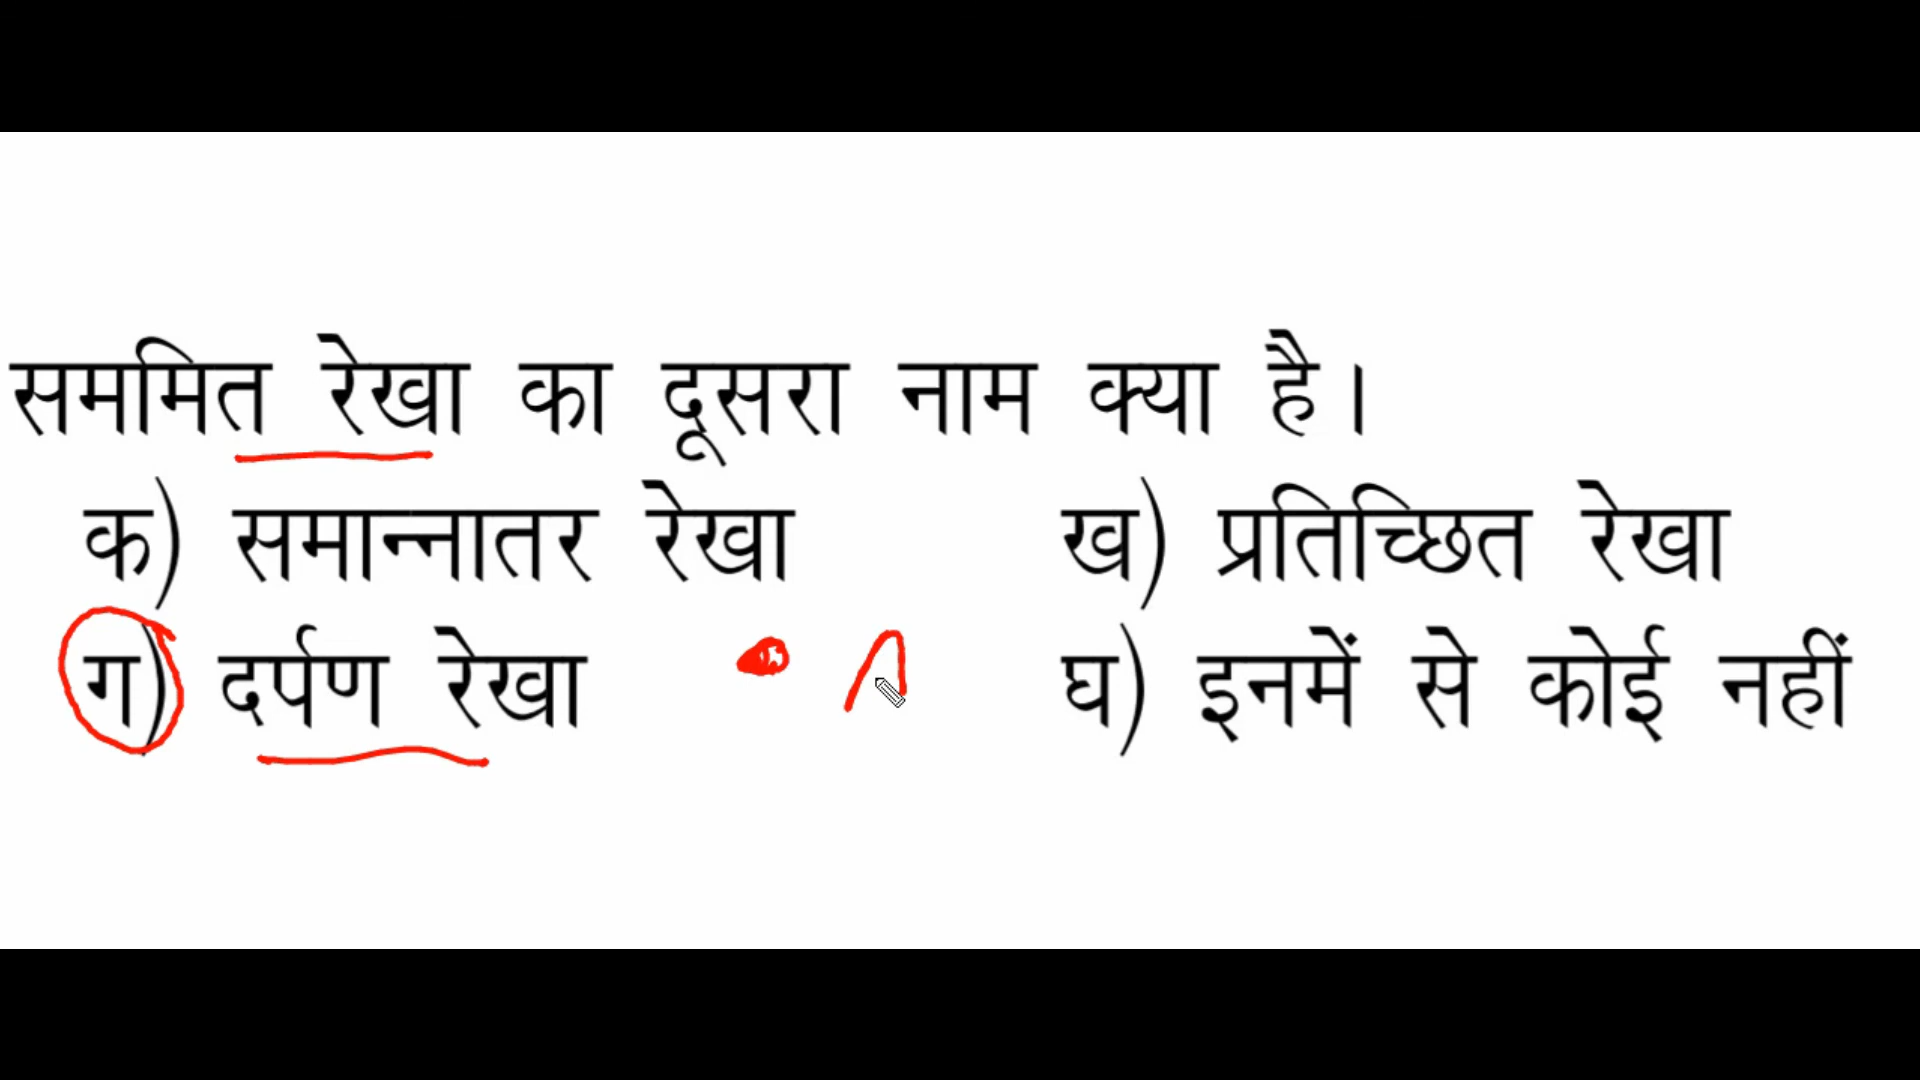 सममित रेखा का दूसरा नाम क्या है।
क) समान्नातर रेखा ख) प्रतिच्छित रेखा
ग) दर्पण रेखा घ) इनमें से कोई नहीं